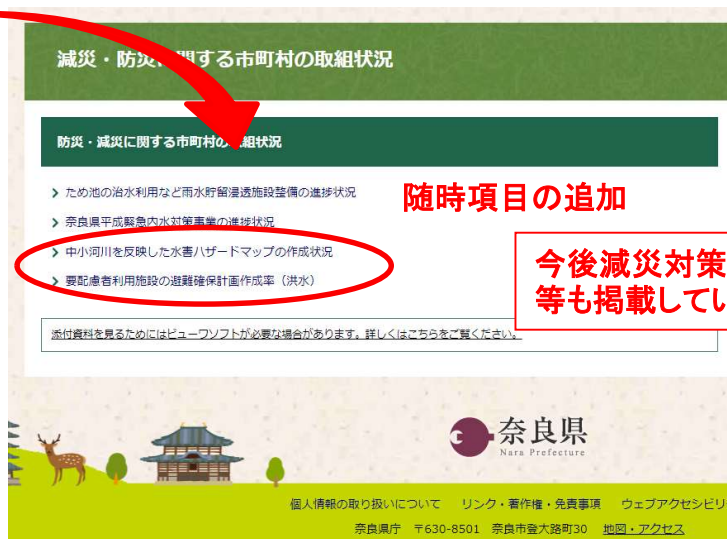 減災・防災に関する市町村の取組状況
防災・減災に関する市町村の取組状況
ため池の治水利用など雨水貯留浸透施設整備の進捗状況
奈良県平成緊急内水対策事業の進捗状況
中小河川を反映した水害ハザードマップの作成状況
要配慮者利用施設の避難確保計画作成率（洪水）
随時項目の追加
今後減災対策
等も掲載してい
添付資料を見るためにはビューワソフトが必要な場合があります。詳しくはこちらをご覧ください。
奈良県
Nara Prefecture
個人情報の取り扱いについて リンク・著作権・免責事項 ウェブアクセシビリ
奈良県庁 〒630-8501 奈良市登大路町30 地図・アクセス